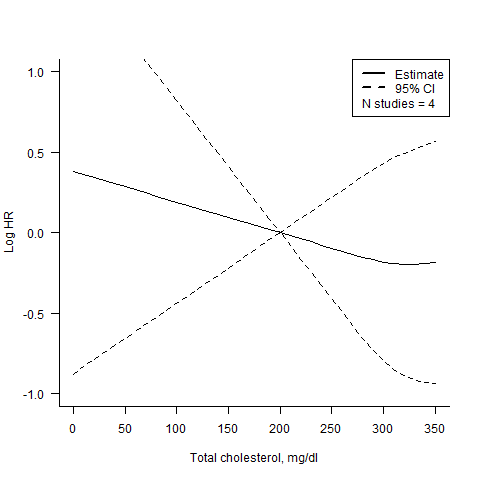 Estimate
95% CI
N studies = 4
1.0
0.5
0.0
-0.5
-1.0
Log HR
0 50 100 150 200 250 300 350
Total cholesterol, mg/dl